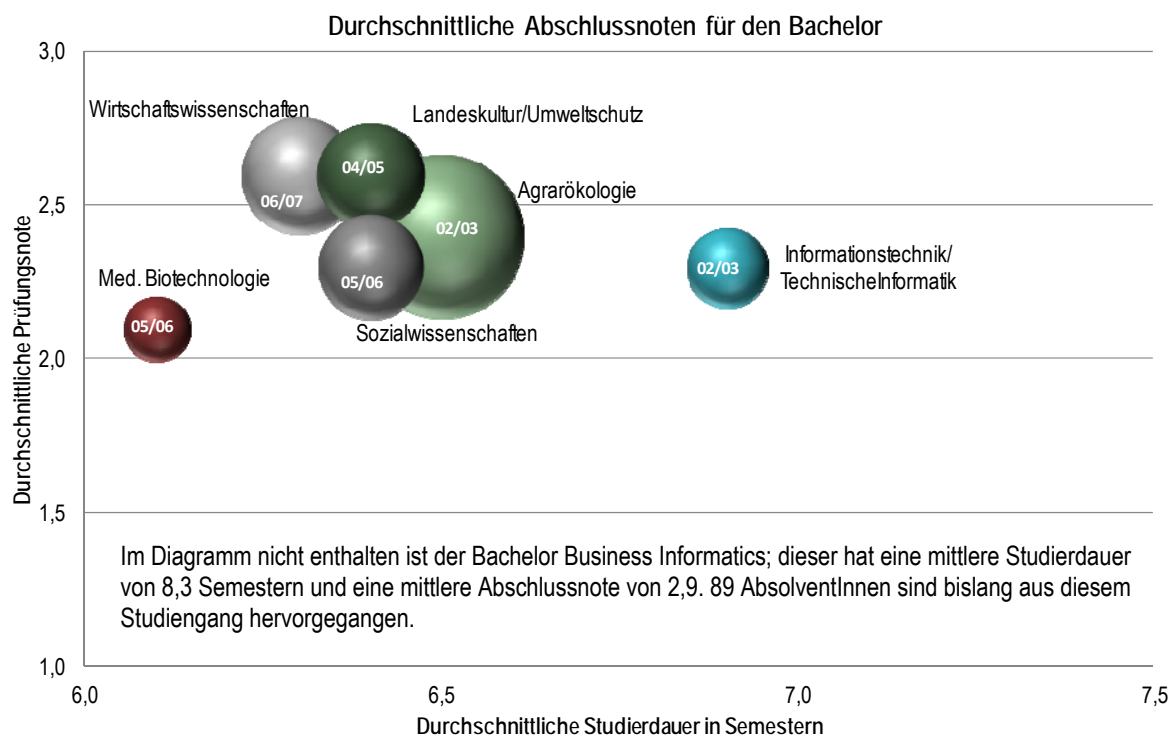 Durchschnittliche Abschlussnoten für den Bachelor
3,0
Wirtschaftswissenschaften
Landeskultur/Umweltschutz
04/05
Agrarökologie
06/07
2,5
02/03
Informationstechnik/
TechnischeInformatik
02/03
Med. Biotechnologie
05/06
05/06
Sozialwissenschaften
2,0
Durchschnittliche Prüfungsnote
1,5
Im Diagramm nicht enthalten ist der Bachelor Business Informatics; dieser hat eine mittlere Studierdauer
von 8,3 Semestern und eine mittlere Abschlussnote von 2,9. 89 AbsolventInnen sind bislang aus diesem
Studiengang hervorgegangen.
1,0
6,0
6,5
7,0
7,5
Durchschnittliche Studierdauer in Semestern